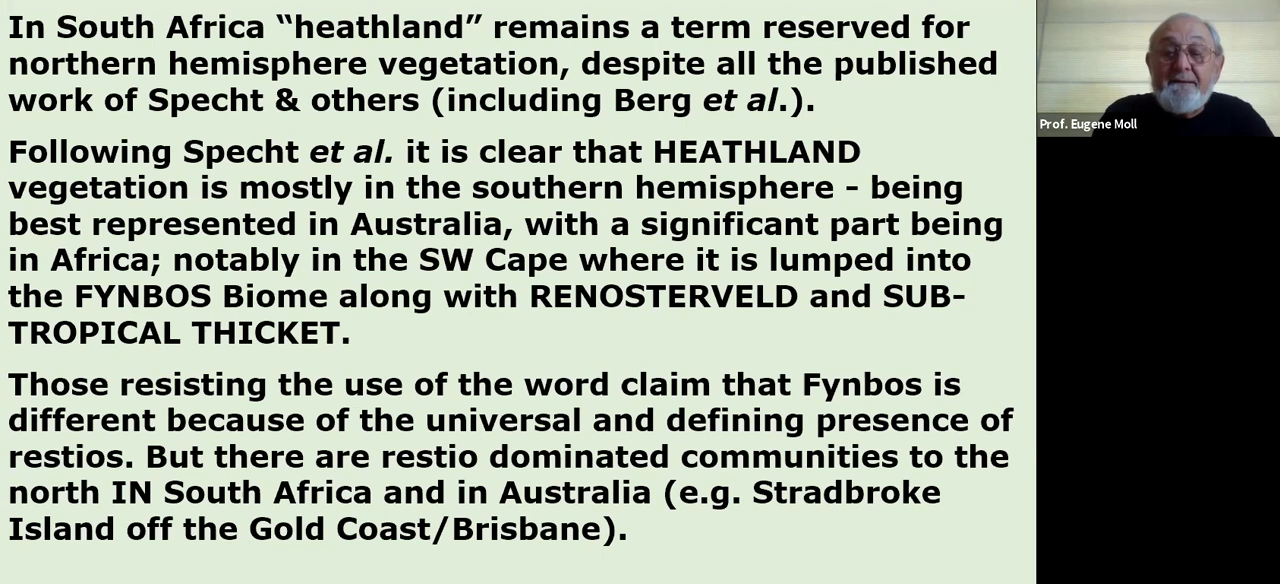 In South Africa “heathland” remains a term reserved for
northern hemisphere vegetation, despite all the published
work of Specht & others (including Berg et al.).
Following Specht et al. it is clear that HEATHLAND
vegetation is mostly in the southern hemisphere - being
best represented in Australia, with a significant part being
in Africa; notably in the SW Cape where it is lumped into
the FYNBOS Biome along with RENOSTERVELD and SUB-
TROPICAL THICKET.
Those resisting the use of the word claim that Fynbos is
different because of the universal and defining presence of
restios. But there are restio dominated communities to the
north IN South Africa and in Australia (e.g. Stradbroke
Island off the Gold Coast/Brisbane).
Prof. Eugene Moll